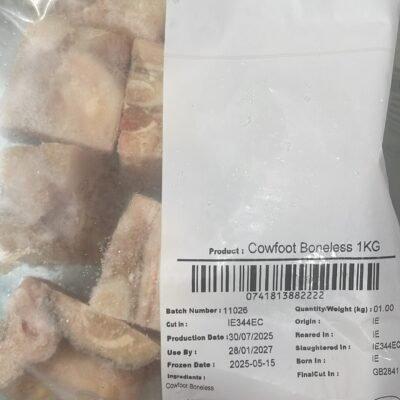 Product : Cowfoot Boneless 1KG
0741813882222
Batch Number : 11026 Quantity/Weight (kg) : 01.00
Cut in : IE344EC Origin : IE
Production Date : 30/07/2025 Reared In : IE
Use By : 28/01/2027 Slaughtered In : IE344EC
Frozen Date : 2025-05-15 Born In : IE
Ingredients : FinalCut In : GB2841
Cowfoot Boneless